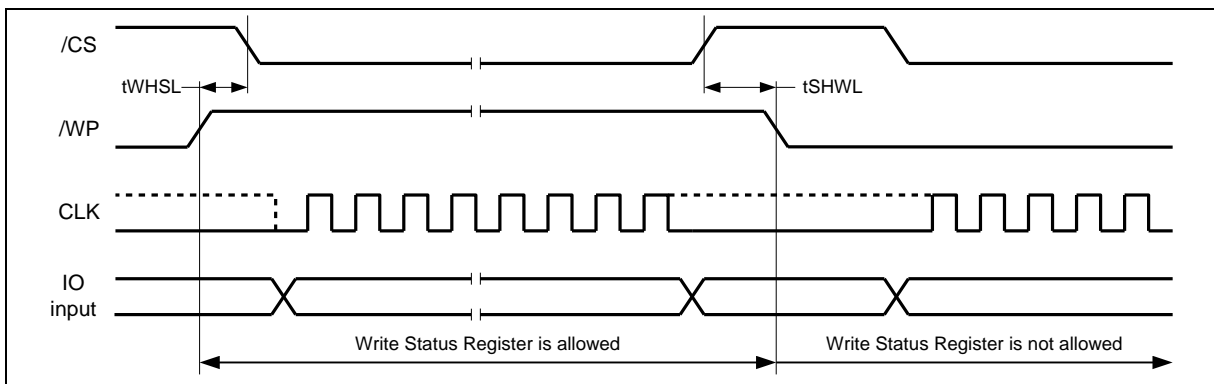 /CS
tWHSL
tSHWL
/WP
CLK
IO
input
Write Status Register is allowed
Write Status Register is not allowed